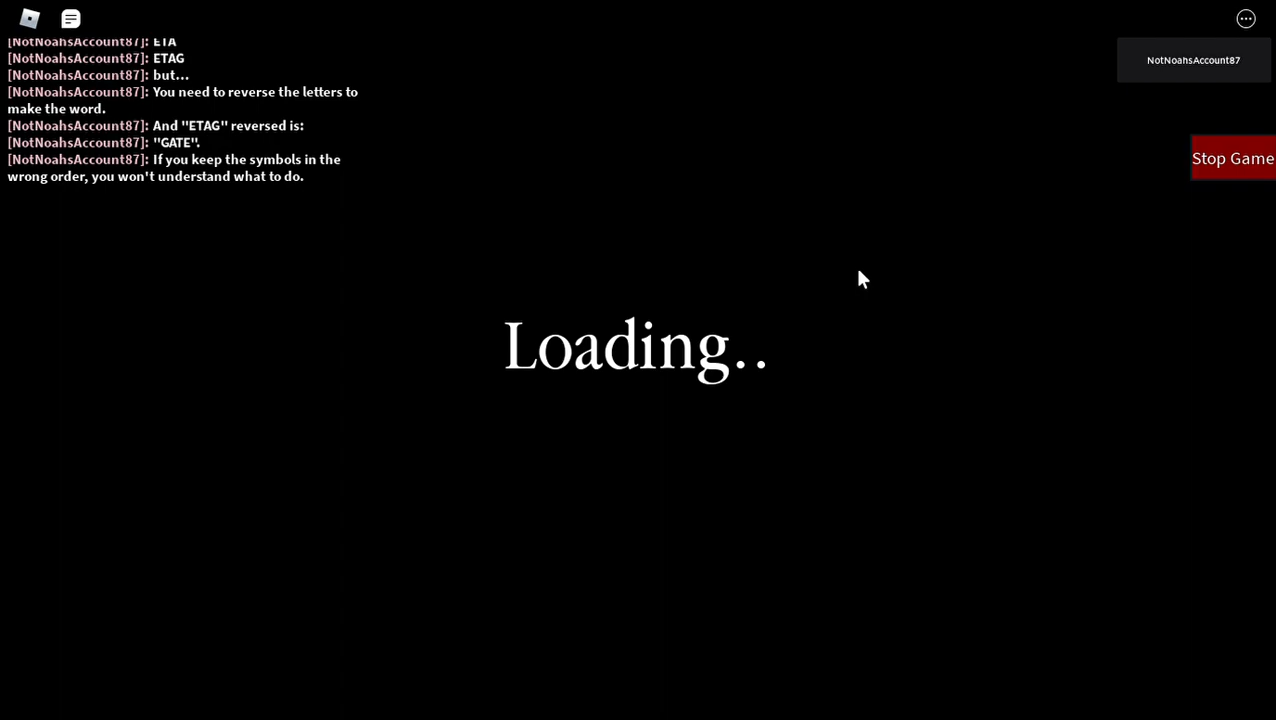 [NotNoahsAccount87]: ETA
[NotNoahsAccount87]: ETAG
[NotNoahsAccount87]: but...
[NotNoahsAccount87]: You need to reverse the letters to
make the word.
[NotNoahsAccount87]: And "ETAG" reversed is:
[NotNoahsAccount87]: "GATE".
[NotNoahsAccount87]: If you keep the symbols in the
wrong order, you won't understand what to do.
NotNoahsAccount87
Stop Game
Loading..